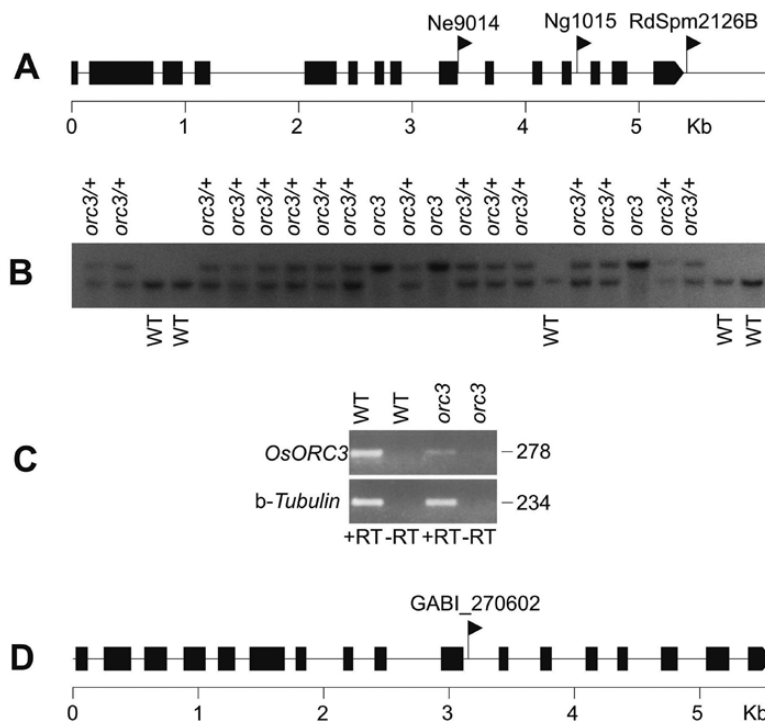 A
Ne9014 Ng1015 RdSpm2126B
0 1 2 3 4 5 Kb
B
orc3/+ orc3/+ orc3/+ orc3/+ orc3/+ orc3/+ orc3/+ orc3/+ orc3 orc3/+ orc3 orc3/+ orc3/+ orc3/+ orc3/+ orc3/+ orc3 orc3/+ orc3/+
WT WT WT WT WT
C
WT WT orc3 orc3
OsORC3 278
b-Tubulin 234
+RT -RT +RT -RT
D
GABI_270602
0 1 2 3 4 5 Kb